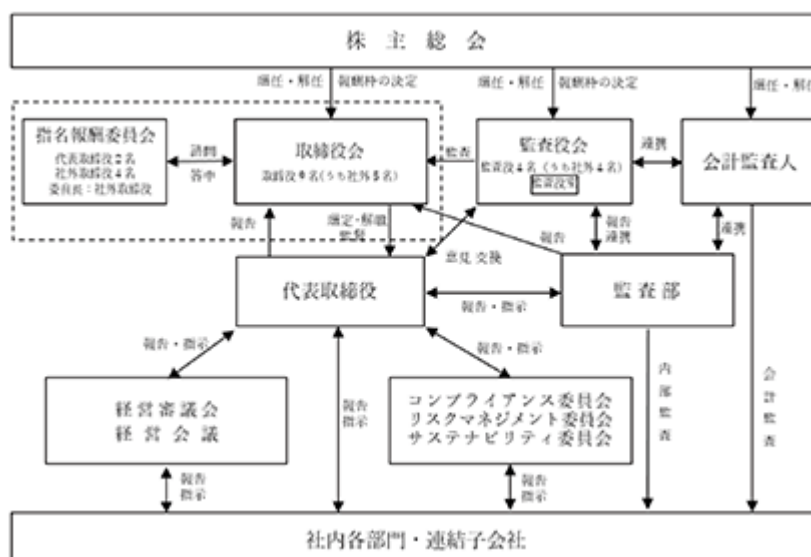 株主総会
選任・解任
報酬枠の決定
選任・解任
報酬枠の決定
選任・解任
指名報酬委員会
代表取締役2名
社外取締役4名
委員長：社外取締役
諮問
答申
取締役会
取締役9名(うち社外5名)
監査
監査役会
監査役4名（うち社外4名）
監査役室
連携
会計監査人
報告
選定・解職
監督
意見交換
報告
報告
連携
連携
代表取締役
報告・指示
監査部
報告・指示
報告・指示
経営審議会
経営会議
報告
指示
コンプライアンス委員会
リスクマネジメント委員会
サステナビリティ委員会
内部監査
会計監査
報告
指示
報告
指示
社内各部門・連結子会社